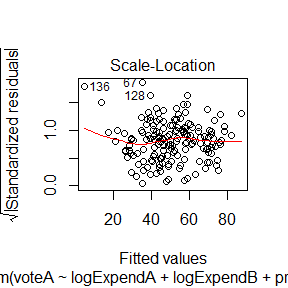 Scale-Location
√|Standardized residuals|
1.0
0.0
136
67
128
20 40 60 80
Fitted values
m(voteA ~ logExpendA + logExpendB + pr